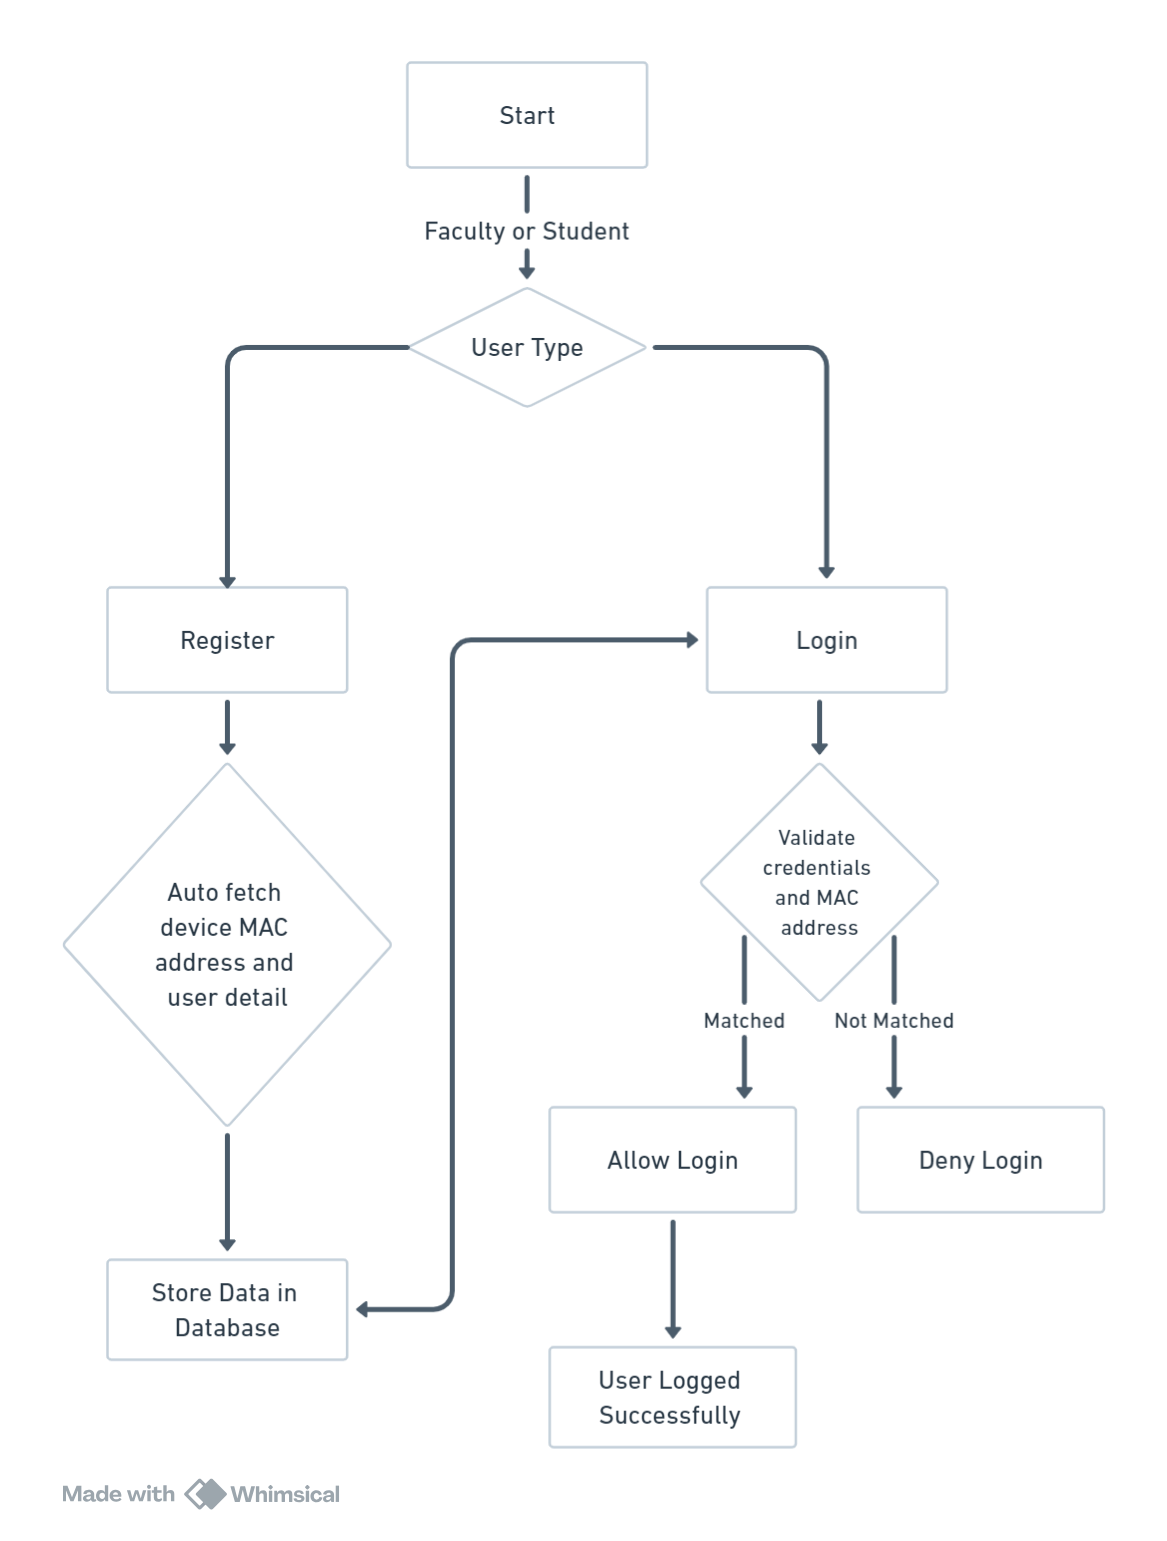 Start
Faculty or Student
User Type
Register
Login
Auto fetch
device MAC
address and
user detail
Validate
credentials
and MAC
address
Matched
Not Matched
Allow Login
Deny Login
Store Data in
Database
User Logged
Successfully
Made with Whimsical